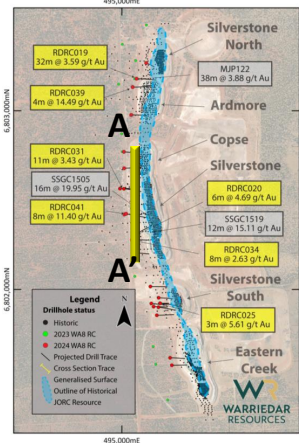 495,000mE
Silverstone
North
RDRC019
32m @ 3.59 g/t Au
MJP122
38m @ 3.88 g/t Au
RDRC039
4m @ 14.49 g/t Au
Ardmore
6,803,000mN
A
Copse
RDRC031
11m @ 3.43 g/t Au
Silverstone
SSGC1505
16m @ 19.95 g/t Au
RDRC020
6m @ 4.69 g/t Au
RDRC041
8m @ 11.40 g/t Au
SSGC1519
12m @ 15.11 g/t Au
RDRC034
8m @ 2.63 g/t Au
A'
Silverstone
South
6,802,000mN
RDRC025
3m @ 5.61 g/t Au
Legend
Drillhole status
N
Historic
2023 WA8 RC
2024 WA8 RC
Projected Drill Trace
Cross Section Trace
Generalised Surface
Outline of Historical
JORC Resource
Eastern
Creek
WR
WARRIEDAR
RESOURCES
495,000mE